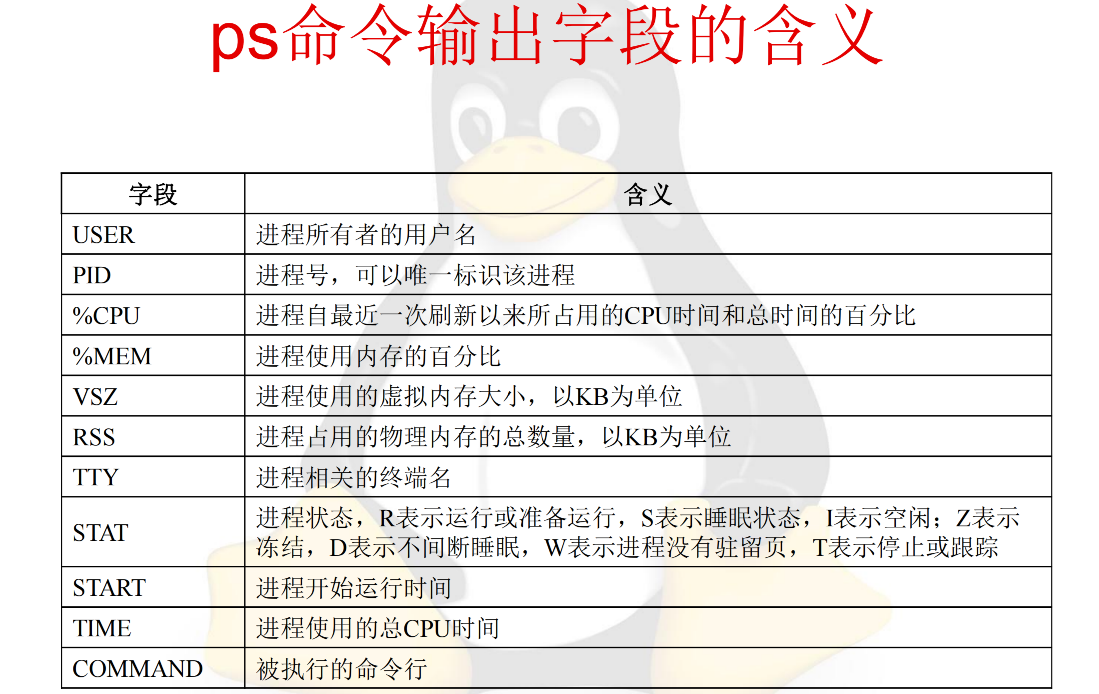 ps命令输出字段的含义
字段 含义
USER 进程所有者的用户名
PID 进程号，可以唯一标识该进程
%CPU 进程自最近一次刷新以来所占用的CPU时间和总时间的百分比
%MEM 进程使用内存的百分比
VSZ 进程使用的虚拟内存大小，以KB为单位
RSS 进程占用的物理内存的总数量，以KB为单位
TTY 进程相关的终端名
STAT 进程状态，R表示运行或准备运行，S表示睡眠状态，I表示空闲；Z表示
冻结，D表示不间断睡眠，W表示进程没有驻留页，T表示停止或跟踪
START 进程开始运行时间
TIME 进程使用的总CPU时间
COMMAND 被执行的命令行